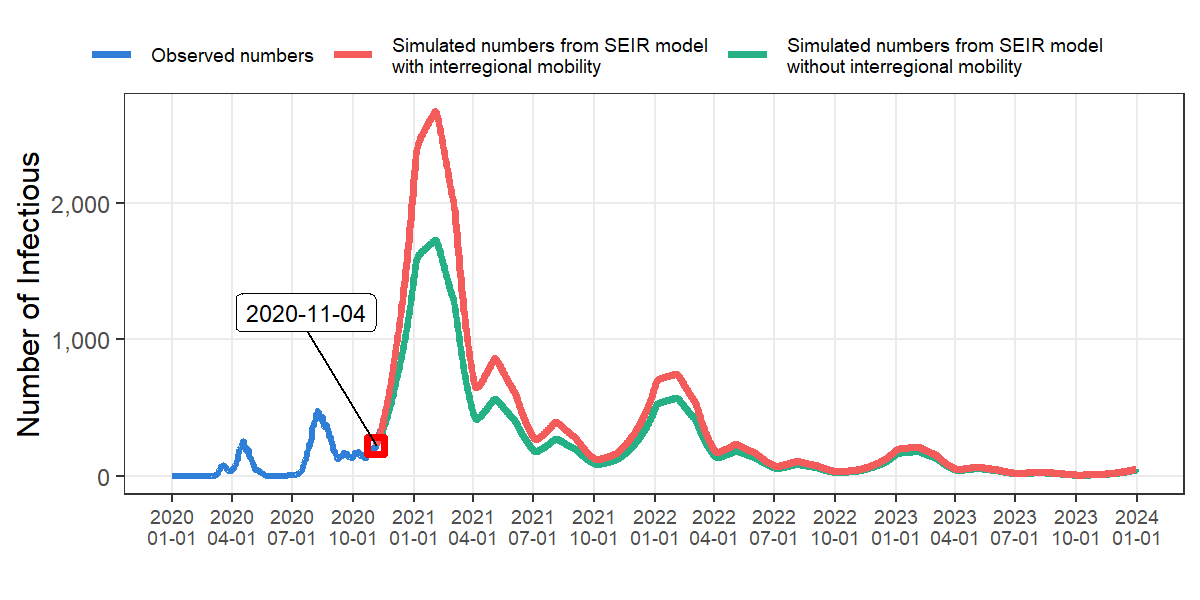 Observed numbers
Simulated numbers from SEIR model
with interregional mobility
Simulated numbers from SEIR model
without interregional mobility
Number of Infectious
2,000
1,000
0
2020-11-04
2020 2020 2020 2020 2021 2021 2021 2021 2022 2022 2022 2022 2023 2023 2023 2023 2024
01-01 04-01 07-01 10-01 01-01 04-01 07-01 10-01 01-01 04-01 07-01 10-01 01-01 04-01 07-01 10-01 01-01